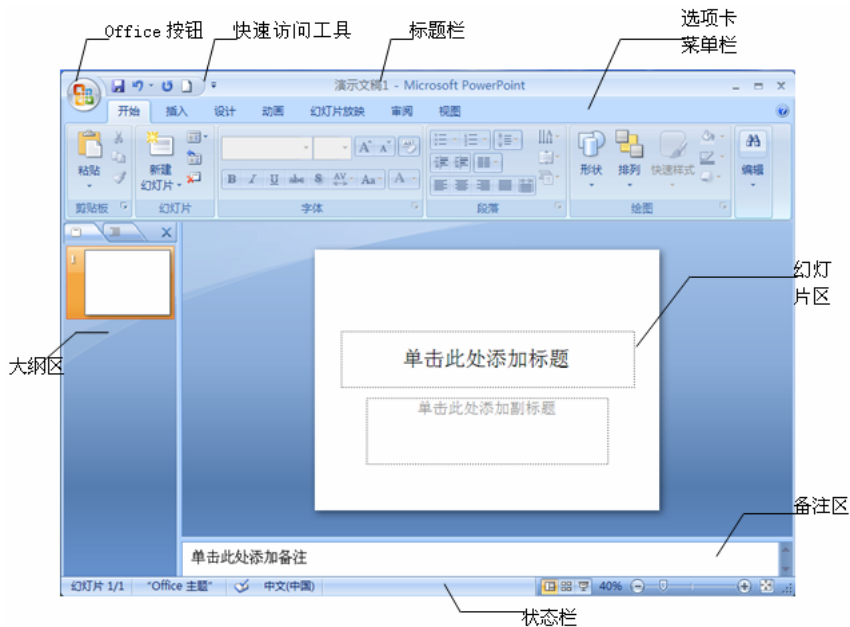 Office 按钮
快速访问工具
标题栏
选项卡
菜单栏
演示文稿1 - Microsoft PowerPoint
开始 插入 设计 动画 幻灯片放映 审阅 视图
粘贴
新建
幻灯片
形状
排列
快速样式
编辑
B I U abc S AV Aa A
剪贴板
幻灯片
字体
段落
绘图
1
幻灯
片区
大纲区
单击此处添加标题
单击此处添加副标题
备注区
单击此处添加备注
幻灯片 1/1 "Office 主题" 中文(中国) 40%
状态栏